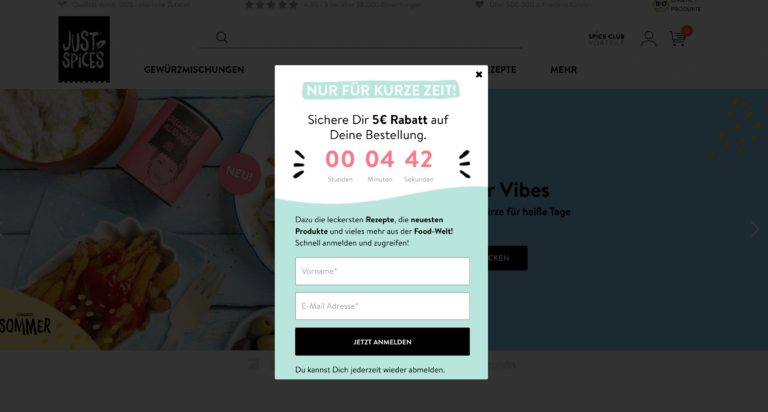 PRODUKTE
JUST
SPICES
SPICE CLUB
VORTEILE
0
GEWÜRZMISCHUNGEN
MEHR
NUR FÜR KURZE ZEIT!
Sichere Dir 5€ Rabatt auf
Deine Bestellung.
00 04 42
Stunden Minuten Sekunden
NEU!
Dazu die leckersten Rezepte, die neuesten
Produkte und vieles mehr aus der Food-Welt!
Schnell anmelden und zugreifen!
Vorname*
E-Mail Adresse*
JETZT ANMELDEN
Du kannst Dich jederzeit wieder abmelden.
Vibes
für heiße Tage
SOMMER